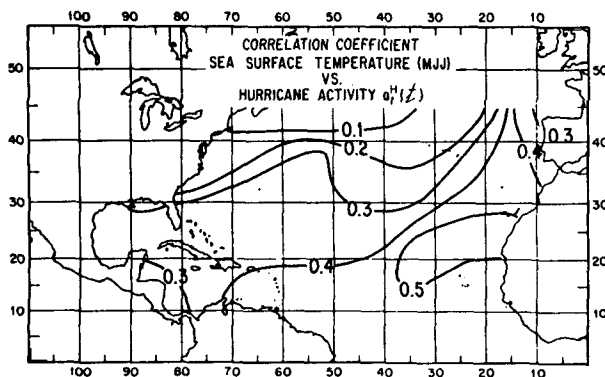 100 90 80 70 60 50 40 30 20 10
CORRELATION COEFFICIENT
SEA SURFACE TEMPERATURE (MJJ)
VS.
HURRICANE ACTIVITY
50 50
0.1 0.3
40 0.2 0.4 40
30 0.3 30
20 0.3 0.4 0.5 20
10 10
100 90 80 70 60 50 40 30 20 10